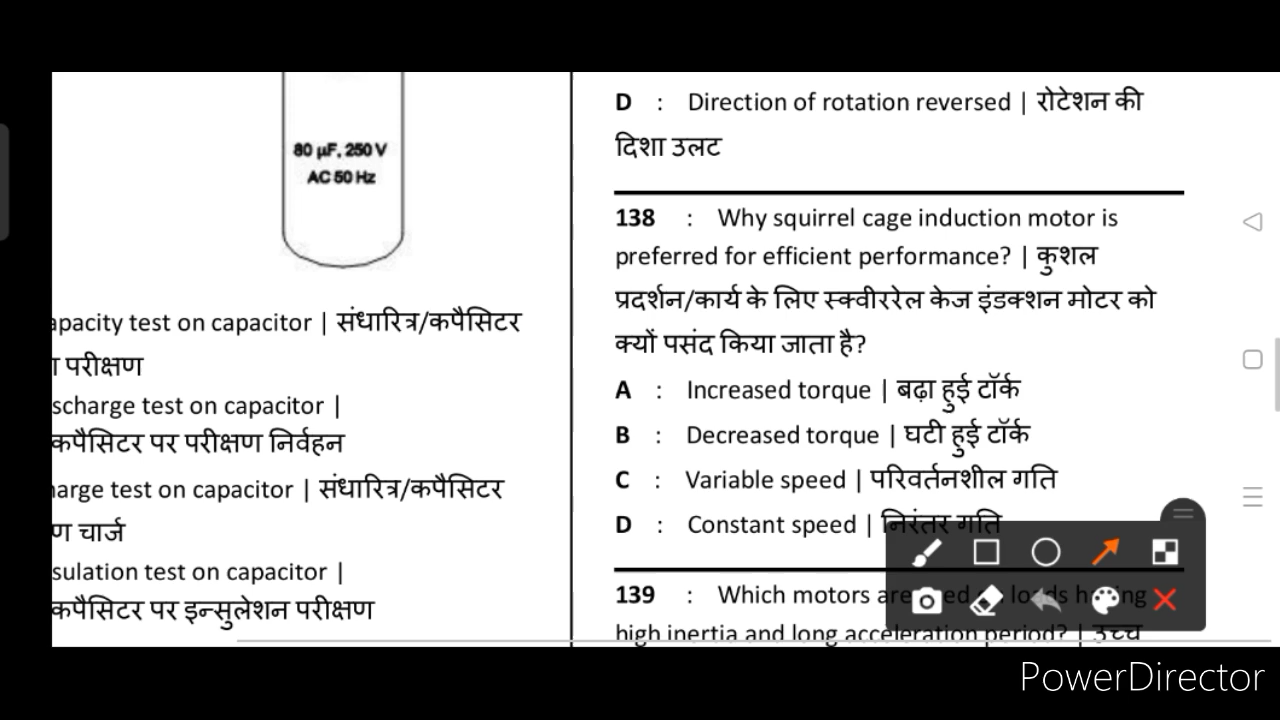 80 µF, 250 V
AC 50 Hz
apacity test on capacitor | संधारित्र/कपैसिटर
परीक्षण
scharge test on capacitor |
कपैसिटर पर परीक्षण निर्वहन
harge test on capacitor | संधारित्र/कपैसिटर
ण चार्ज
sulation test on capacitor |
कपैसिटर पर इन्सुलेशन परीक्षण
D : Direction of rotation reversed | रोटेशन की
दिशा उलट
138 : Why squirrel cage induction motor is
preferred for efficient performance? | कुशल
प्रदर्शन/कार्य के लिए स्क्वीररेल केज इंडक्शन मोटर को
क्यों पसंद किया जाता है?
A : Increased torque | बढ़ा हुई टॉर्क
B : Decreased torque | घटी हुई टॉर्क
C : Variable speed | परिवर्तनशील गति
D : Constant speed | निरंतर गति
139 : Which motors are loads
high inertia and long acceleration period? | उच्च
PowerDirector